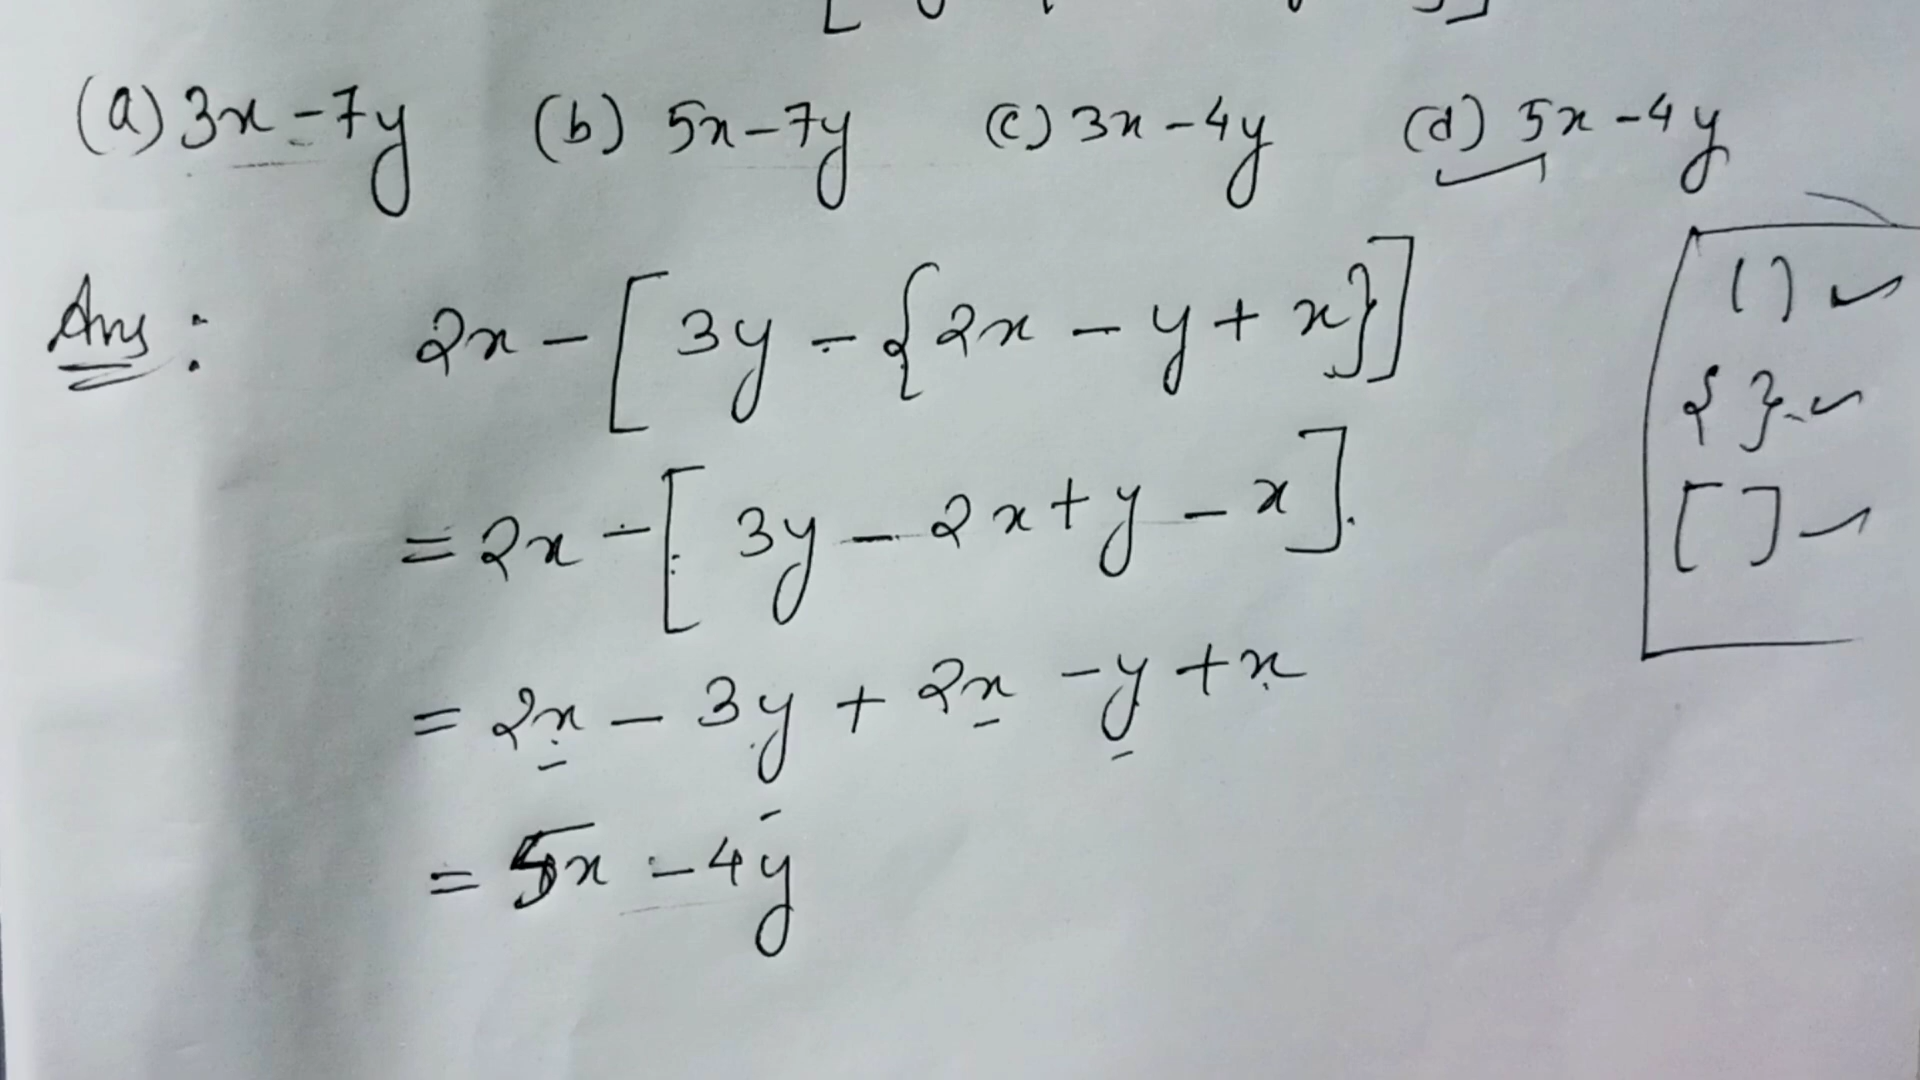 (a) 3x - 7y (b) 5x - 7y (c) 3x - 4y (d) 5x - 4y
Ans : 2x - [ 3y - { 2x - y + x } ]
= 2x - [ 3y - 2x + y - x ]
= 2x - 3y + 2x - y + x
= 5x - 4y
( ) ✓
{ } ✓
[ ] ✓